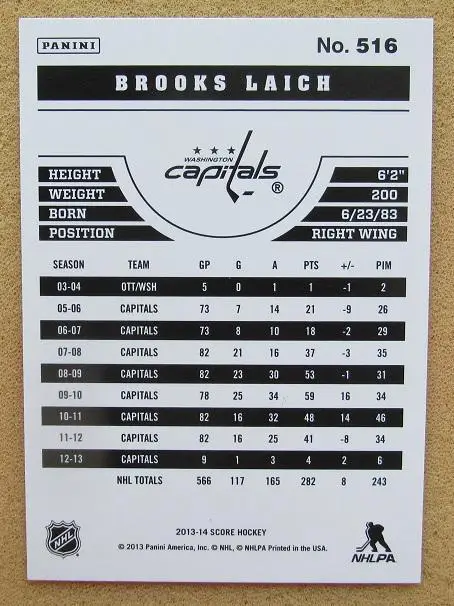 PANINI
No. 516
BROOKS LAICH
WASHINGTON
capitals ®
HEIGHT 6'2"
WEIGHT 200
BORN 6/23/83
POSITION RIGHT WING
SEASON TEAM GP G A PTS +/- PIM
03-04 OTT/WSH 5 0 1 1 -1 2
05-06 CAPITALS 73 7 14 21 -9 26
06-07 CAPITALS 73 8 10 18 -2 29
07-08 CAPITALS 82 21 16 37 -3 35
08-09 CAPITALS 82 23 30 53 -1 31
09-10 CAPITALS 78 25 34 59 16 34
10-11 CAPITALS 82 16 32 48 14 46
11-12 CAPITALS 82 16 25 41 -8 34
12-13 CAPITALS 9 1 3 4 2 6
NHL TOTALS 566 117 165 282 8 243
2013-14 SCORE HOCKEY
© 2013 Panini America, Inc. © NHL, © NHLPA Printed in the USA.
NHL
NHLPA